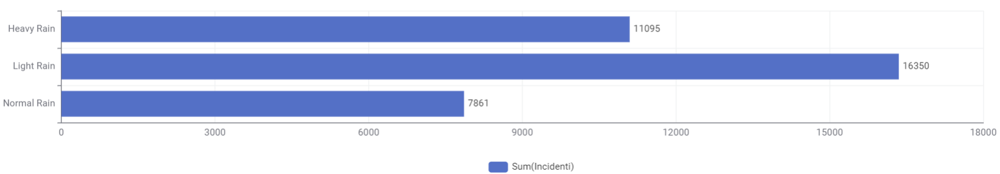 Heavy Rain 11095
Light Rain 16350
Normal Rain 7861
0 3000 6000 9000 12000 15000 18000
Sum(Incidenti)